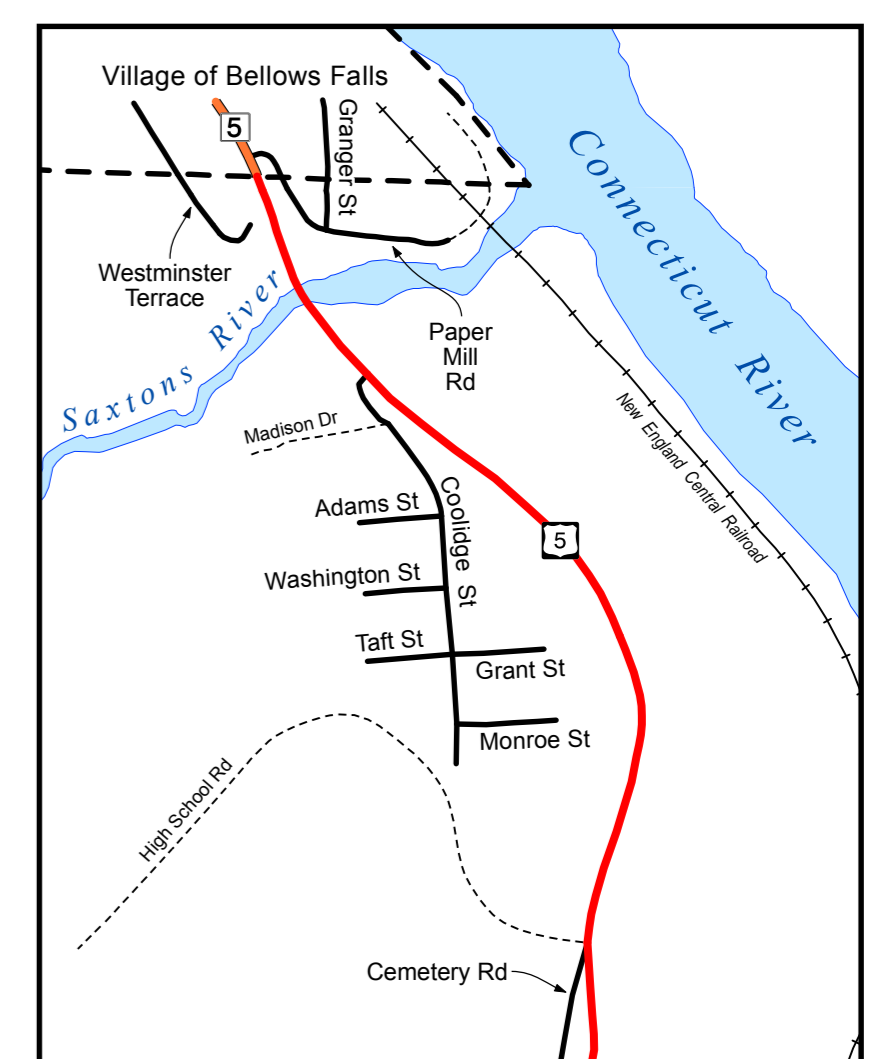 Village of Bellows Falls
5
Granger St
Connecticut River
Westminster
Terrace
Saxtons River
Paper
Mill
Rd
Madison Dr
New England Central Railroad
Coolidge St
Adams St
5
Washington St
Taft St
Grant St
Monroe St
High School Rd
Cemetery Rd